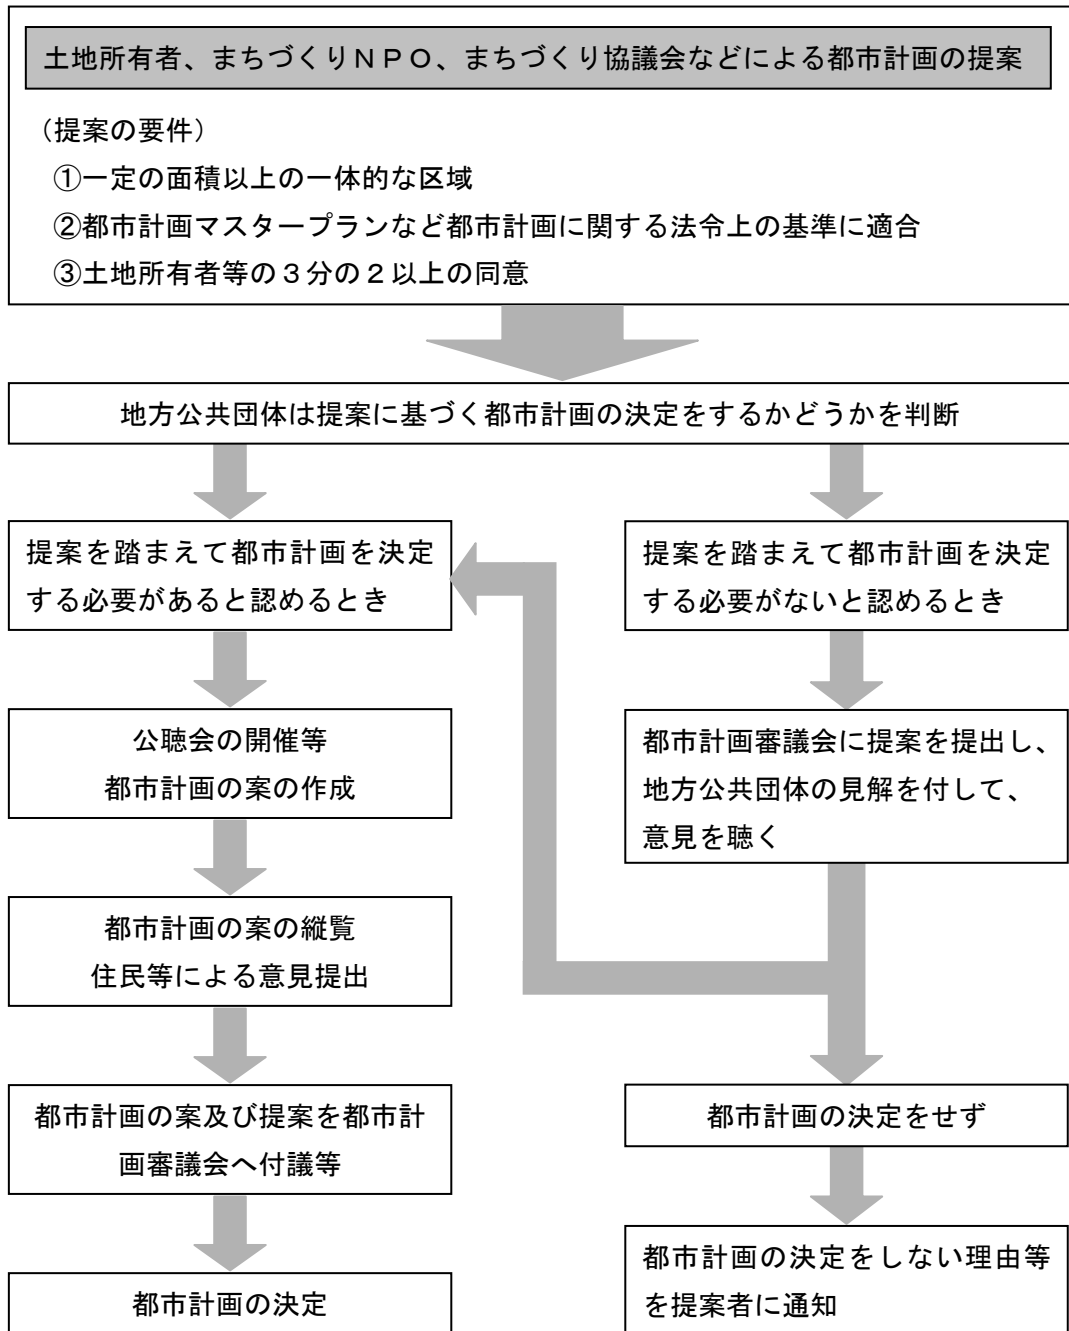 土地所有者、まちづくりNPO、まちづくり協議会などによる都市計画の提案
（提案の要件）
①一定の面積以上の一体的な区域
②都市計画マスタープランなど都市計画に関する法令上の基準に適合
③土地所有者等の３分の２以上の同意
地方公共団体は提案に基づく都市計画の決定をするかどうかを判断
提案を踏まえて都市計画を決定
する必要があると認めるとき
提案を踏まえて都市計画を決定
する必要がないと認めるとき
公聴会の開催等
都市計画の案の作成
都市計画審議会に提案を提出し、
地方公共団体の見解を付して、
意見を聴く
都市計画の案の縦覧
住民等による意見提出
都市計画の案及び提案を都市計
画審議会へ付議等
都市計画の決定をせず
都市計画の決定
都市計画の決定をしない理由等
を提案者に通知